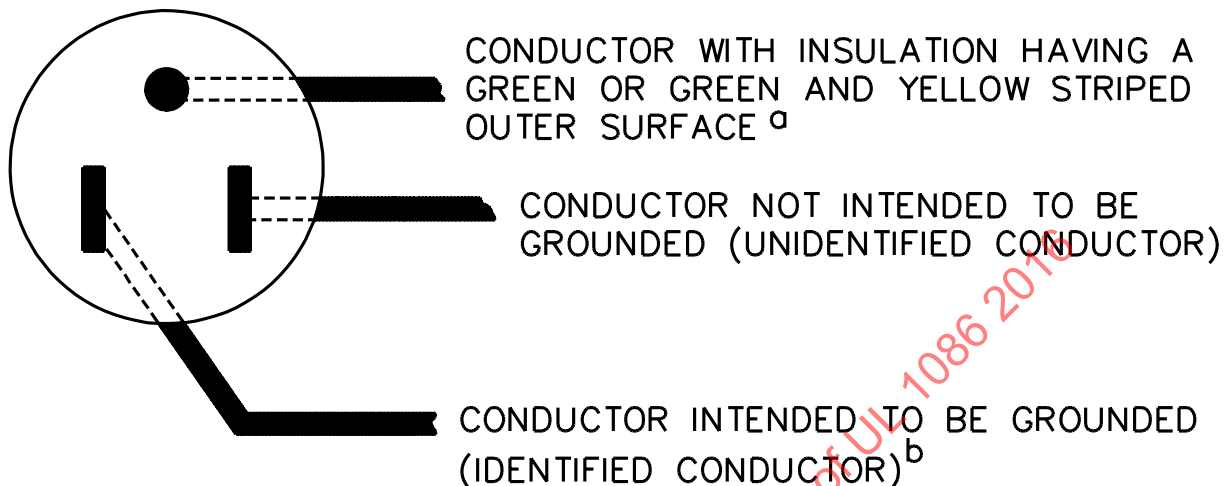 CONDUCTOR WITH INSULATION HAVING A
GREEN OR GREEN AND YELLOW STRIPED
OUTER SURFACE a
CONDUCTOR NOT INTENDED TO BE
GROUNDED (UNIDENTIFIED CONDUCTOR)
CONDUCTOR INTENDED TO BE GROUNDED
(IDENTIFIED CONDUCTOR) b
of UL 1086 2016